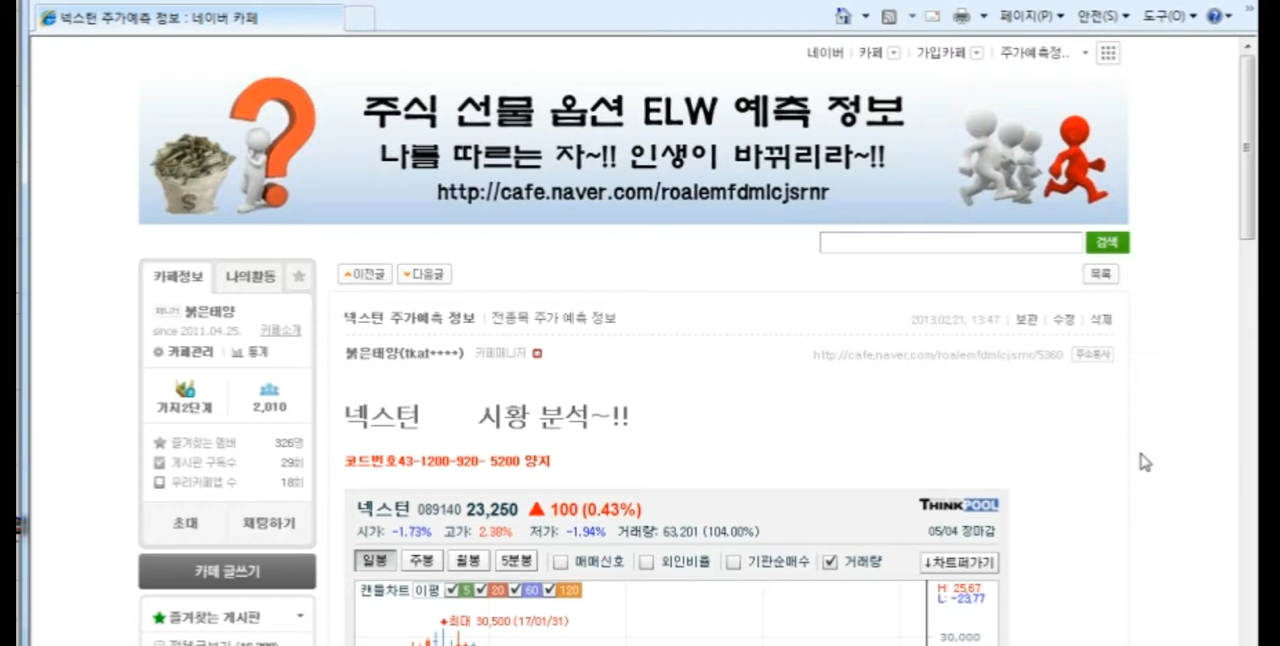 넥스턴 주가예측 정보 : 네이버 카페
페이지(P) 안전(S) 도구(O)
네이버 카페 가입카페 주가예측정..
주식 선물 옵션 ELW 예측 정보
나를 따르는 자~!! 인생이 바뀌리라~!!
http://cafe.naver.com/roalemfdmlcjsrnr
검색
카페정보 나의활동
이전글 다음글 목록
매니저 붉은태양
since 2011.04.25. 카페소개
카페관리 통계
가지2단계 2,010
즐겨찾는 멤버 326명
게시판 구독수 29회
우리카페앱 수 18회
초대 채팅하기
카페 글쓰기
즐겨찾는 게시판
넥스턴 주가예측 정보 | 전종목 주가 예측 정보
2013.02.21. 13:47 보관 수정 삭제
붉은태양(tkat****) 카페매니저
http://cafe.naver.com/roalemfdmlcjsrnr/5360 주소복사
넥스턴 시황 분석~!!
코드번호43-1200-920- 5200 양지
넥스턴 089140 23,250 ▲ 100 (0.43%)
THINKPOOL
시가: -1.73% 고가: 2.38% 저가: -1.94% 거래량: 63,201 (104.00%)
05/04 장마감
일봉 주봉 월봉 5분봉 매매신호 외인비율 기관순매수 거래량 ↓차트펴기
캔들차트 이평 5 20 60 120
H: 25,67
L: -23,77
최대 30,500 (17/01/31)
30,000